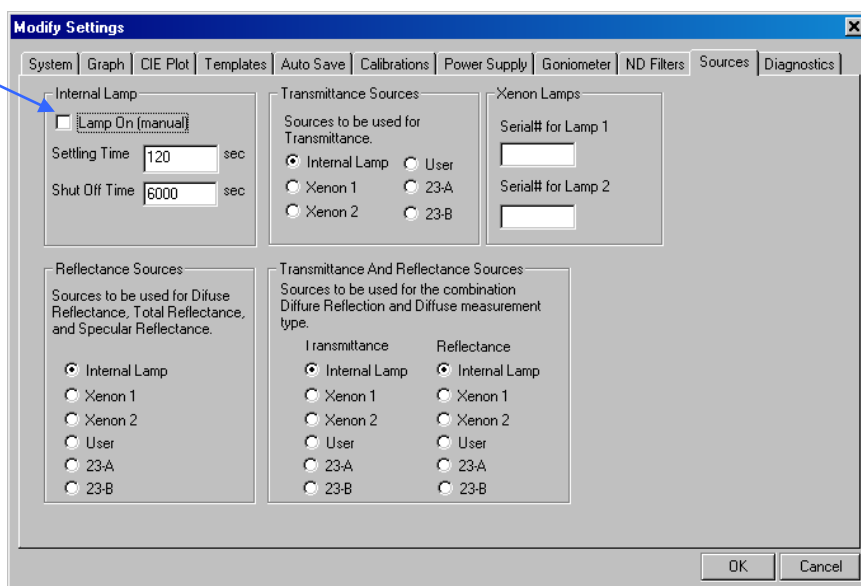 Modify Settings
System Graph CIE Plot Templates Auto Save Calibrations Power Supply Goniometer ND Filters Sources Diagnostics
Internal Lamp
Lamp On (manual)
Settling Time 120 sec
Shut Off Time 6000 sec
Transmittance Sources
Sources to be used for
Transmittance.
Internal Lamp User
Xenon 1 23-A
Xenon 2 23-B
Xenon Lamps
Serial# for Lamp 1
Serial# for Lamp 2
Reflectance Sources
Sources to be used for Difuse
Reflectance, Total Reflectance,
and Specular Reflectance.
Internal Lamp
Xenon 1
Xenon 2
User
23-A
23-B
Transmittance And Reflectance Sources
Sources to be used for the combination
Diffure Reflection and Diffuse measurement
type.
Transmittance Reflectance
Internal Lamp Internal Lamp
Xenon 1 Xenon 1
Xenon 2 Xenon 2
User User
23-A 23-A
23-B 23-B
OK Cancel